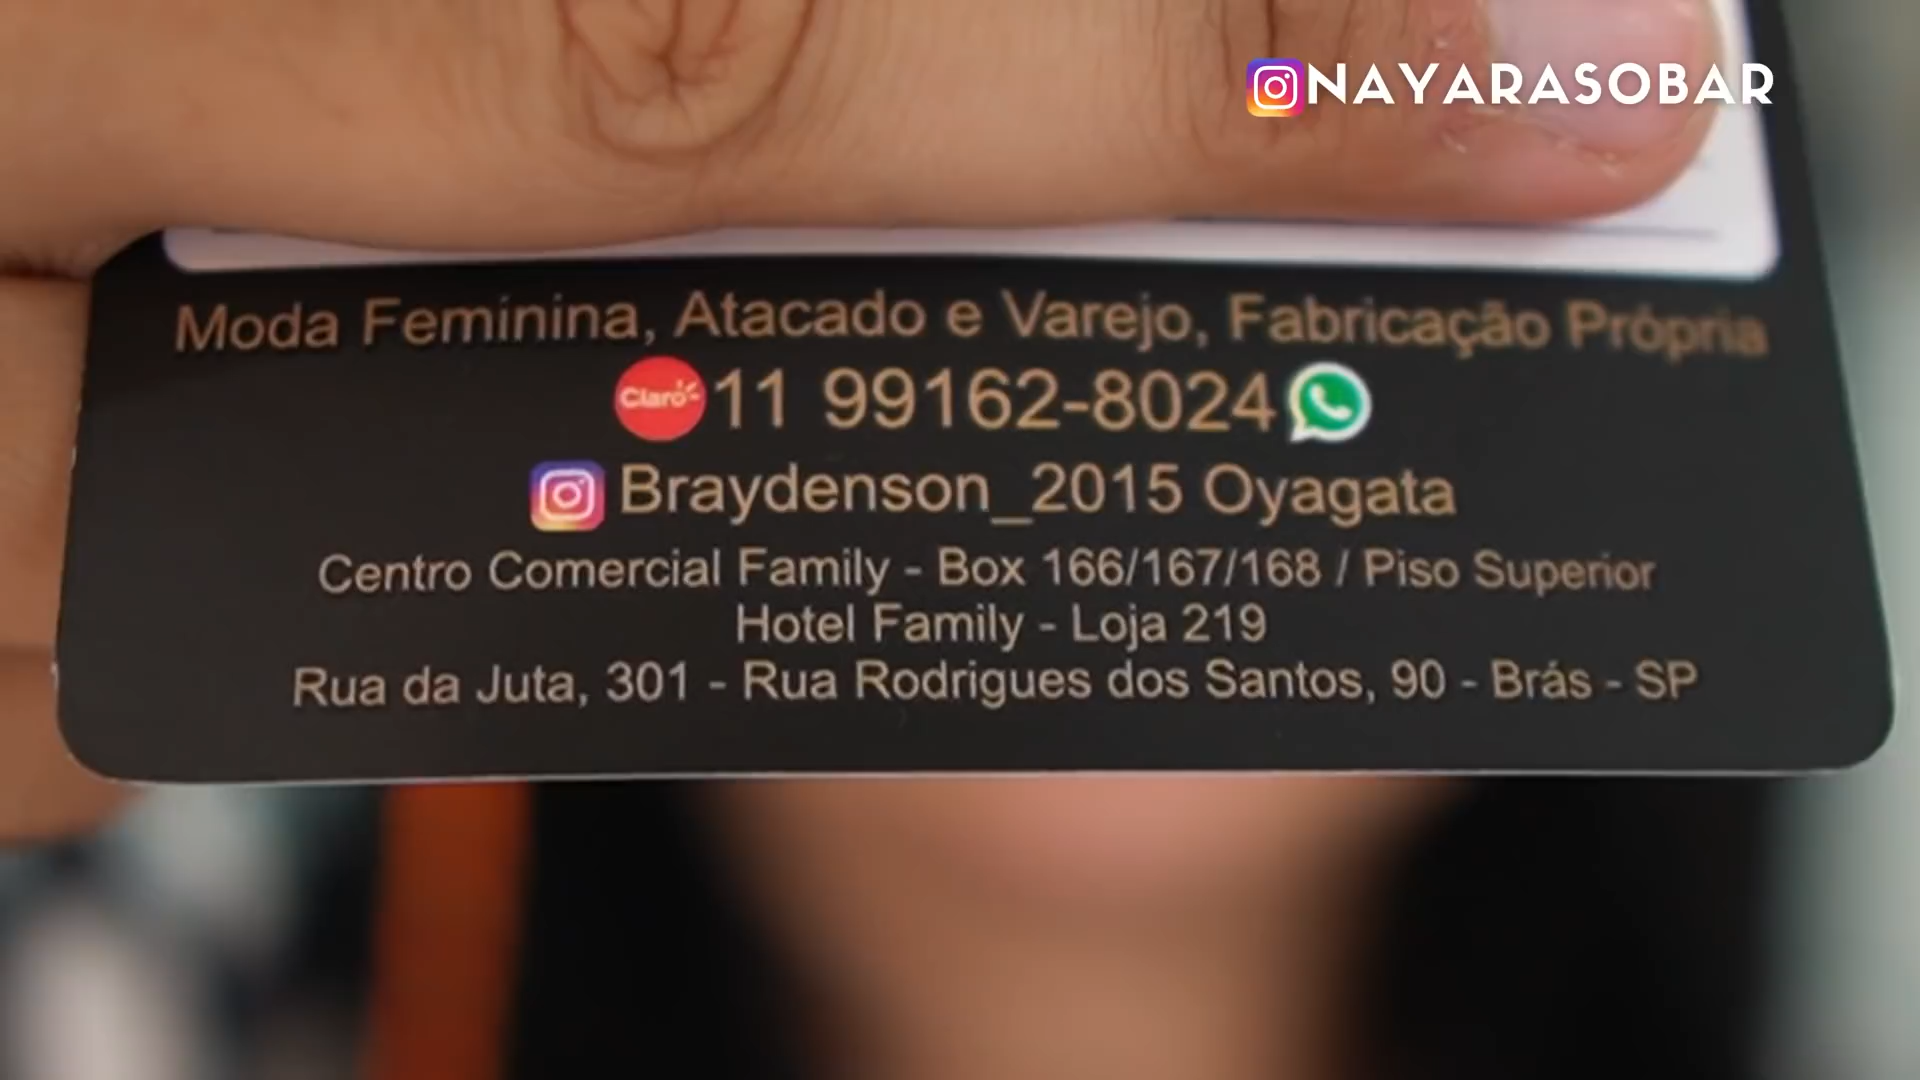 NAYARASOBAR
Moda Feminina, Atacado e Varejo, Fabricação Própria
Claro 11 99162-8024
Braydenson_2015 Oyagata
Centro Comercial Family - Box 166/167/168 / Piso Superior
Hotel Family - Loja 219
Rua da Juta, 301 - Rua Rodrigues dos Santos, 90 - Brás - SP